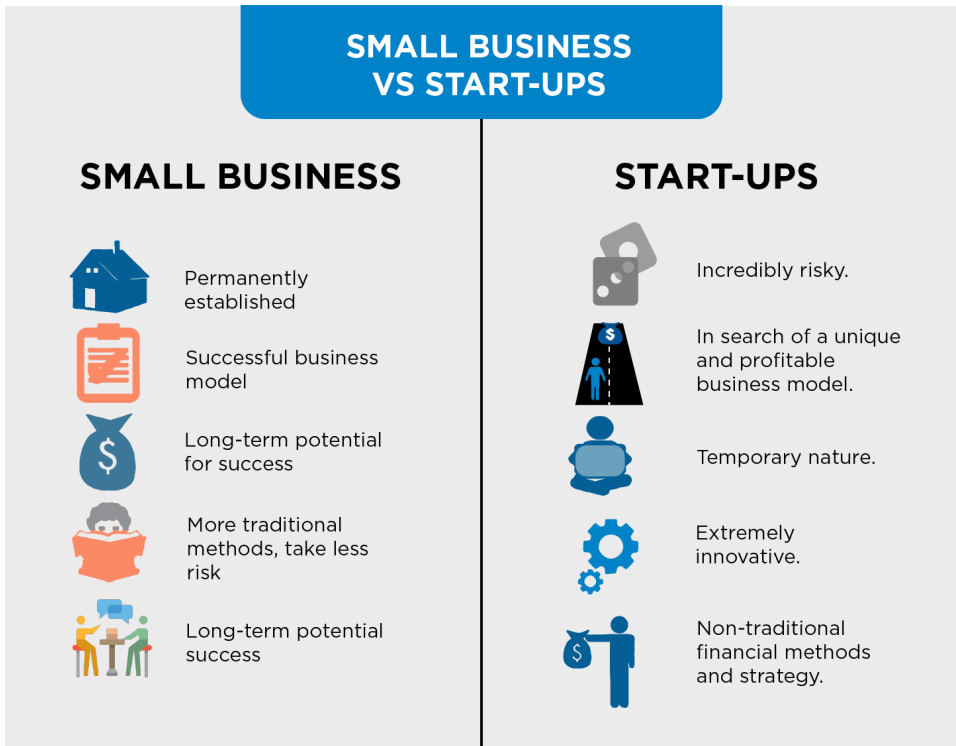 SMALL BUSINESS
VS START-UPS
SMALL BUSINESS
Permanently
established
Successful business
model
$
Long-term potential
for success
More traditional
methods, take less
risk
Long-term potential
success
START-UPS
Incredibly risky.
$
In search of a unique
and profitable
business model.
Temporary nature.
Extremely
innovative.
$
Non-traditional
financial methods
and strategy.